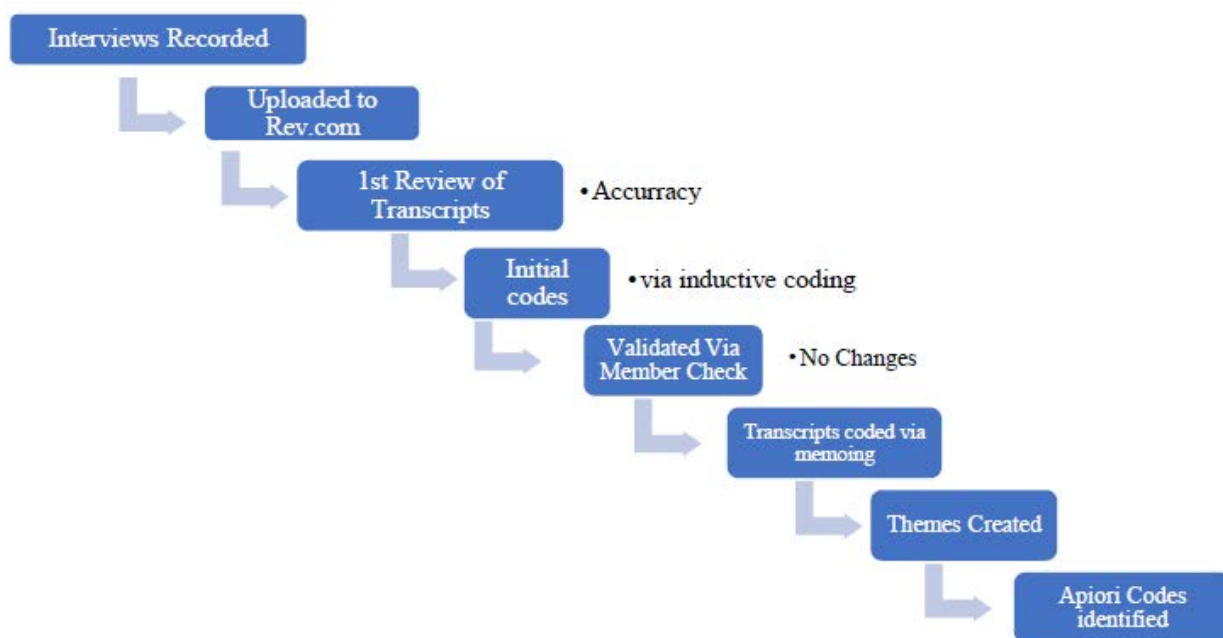 Interviews Recorded
Uploaded to
Rev.com
1st Review of
Transcripts
•Accurracy
Initial
codes
•via inductive coding
Validated Via
Member Check
•No Changes
Transcripts coded via
memoing
Themes Created
Apiori Codes
identified